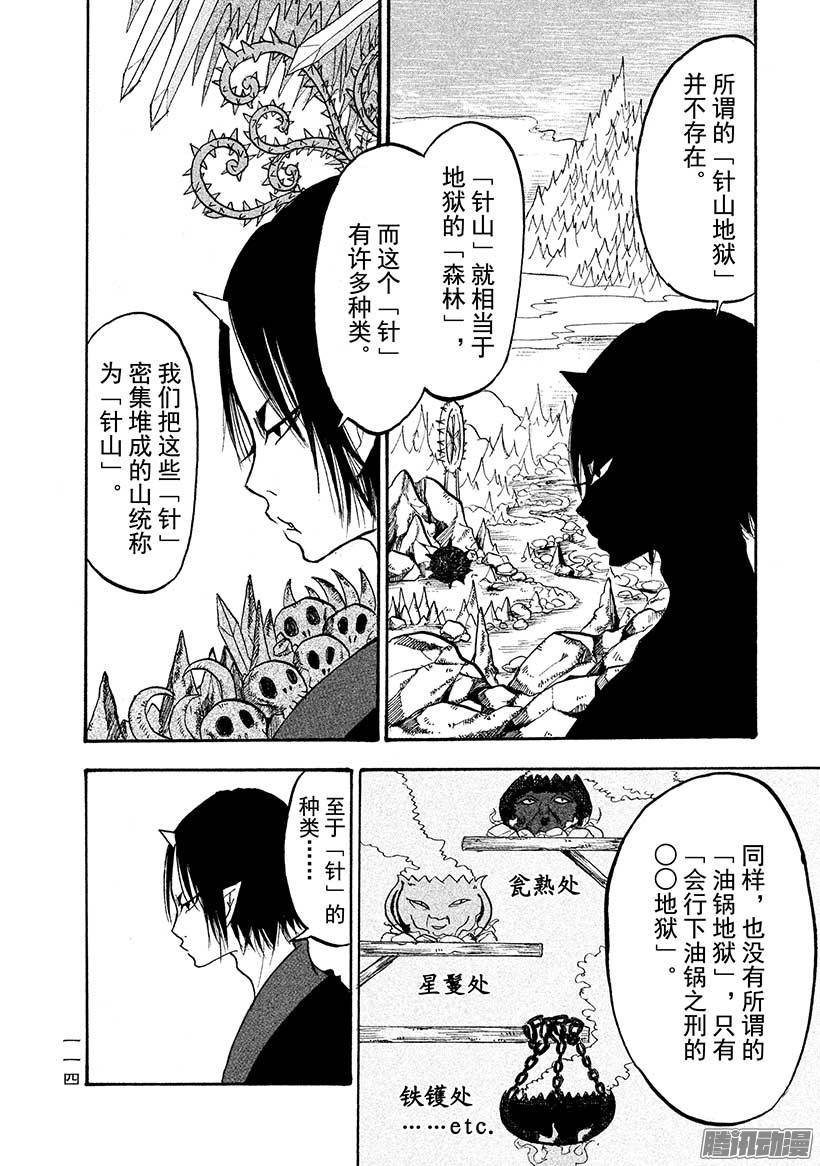 所谓的「针山地狱」
并不存在。
「针山」就相当于
地狱的「森林」，
而这个「针」
有许多种类。
我们把这些「针」
密集堆成的山统称
为「针山」。
同样，也没有所谓的
「油锅地狱」，只有
「会行下油锅之刑的
〇〇地狱」。
瓮熟处
星鬘处
铁镬处
……etc.
至于「针」的
种类……
一一四
腾讯动漫